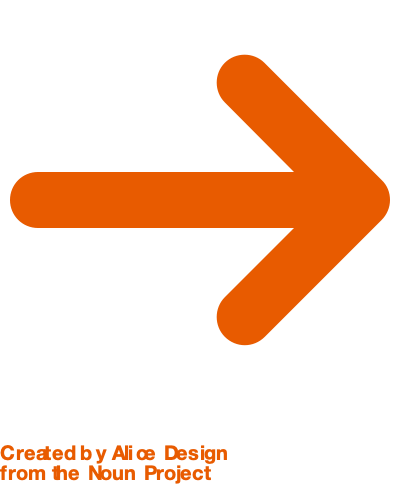 Created by Alice Design
from the Noun Project